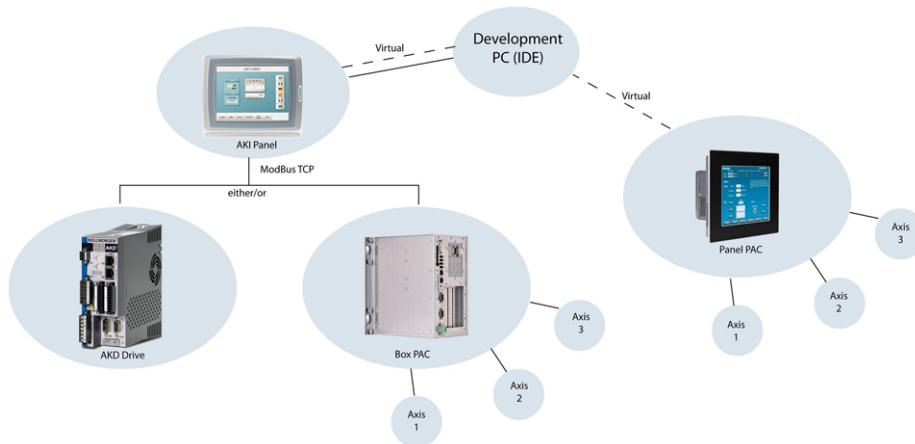 Development
PC (IDE)
Virtual
Virtual
AKI Panel
ModBus TCP
either/or
AKD
AKD Drive
Box PAC
Axis
1
Axis
2
Axis
3
Panel PAC
Axis
1
Axis
2
Axis
3